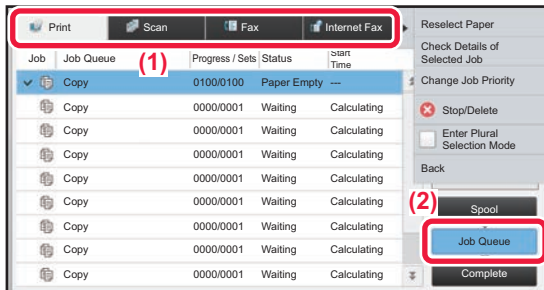 Print Scan Fax Internet Fax
(1)
Job Job Queue Progress / Sets Status Start Time
Copy 0100/0100 Paper Empty ---
Copy 0000/0001 Waiting Calculating
Copy 0000/0001 Waiting Calculating
Copy 0000/0001 Waiting Calculating
Copy 0000/0001 Waiting Calculating
Copy 0000/0001 Waiting Calculating
Copy 0000/0001 Waiting Calculating
Copy 0000/0001 Waiting Calculating
Copy 0000/0001 Waiting Calculating
Reselect Paper
Check Details of
Selected Job
Change Job Priority
Stop/Delete
Enter Plural
Selection Mode
Back
(2)
Spool
Job Queue
Complete